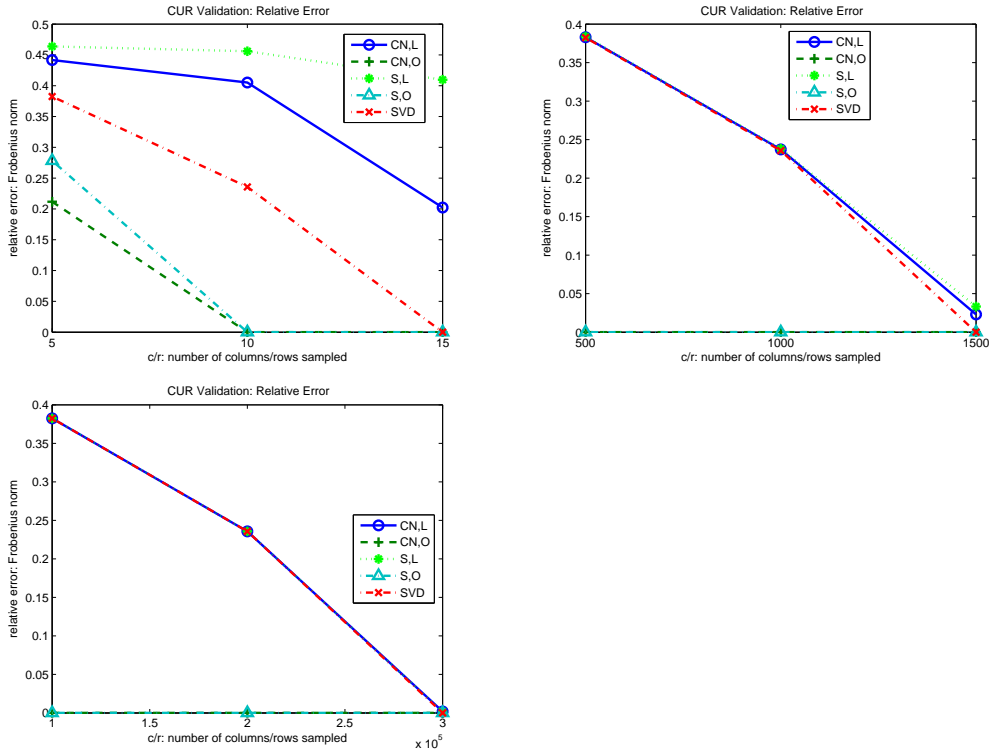 CUR Validation: Relative Error
0.5
0.45
0.4
0.35
0.3
0.25
0.2
0.15
0.1
0.05
0
relative error: Frobenius norm
CN,L
CN,O
S,L
S,O
SVD
5
10
15
c/r: number of columns/rows sampled
CUR Validation: Relative Error
0.4
0.35
0.3
0.25
0.2
0.15
0.1
0.05
0
relative error: Frobenius norm
CN,L
CN,O
S,L
S,O
SVD
500
1000
1500
c/r: number of columns/rows sampled
CUR Validation: Relative Error
0.4
0.35
0.3
0.25
0.2
0.15
0.1
0.05
0
relative error: Frobenius norm
CN,L
CN,O
S,L
S,O
SVD
1
1.5
2
2.5
3
c/r: number of columns/rows sampled
x 10^5